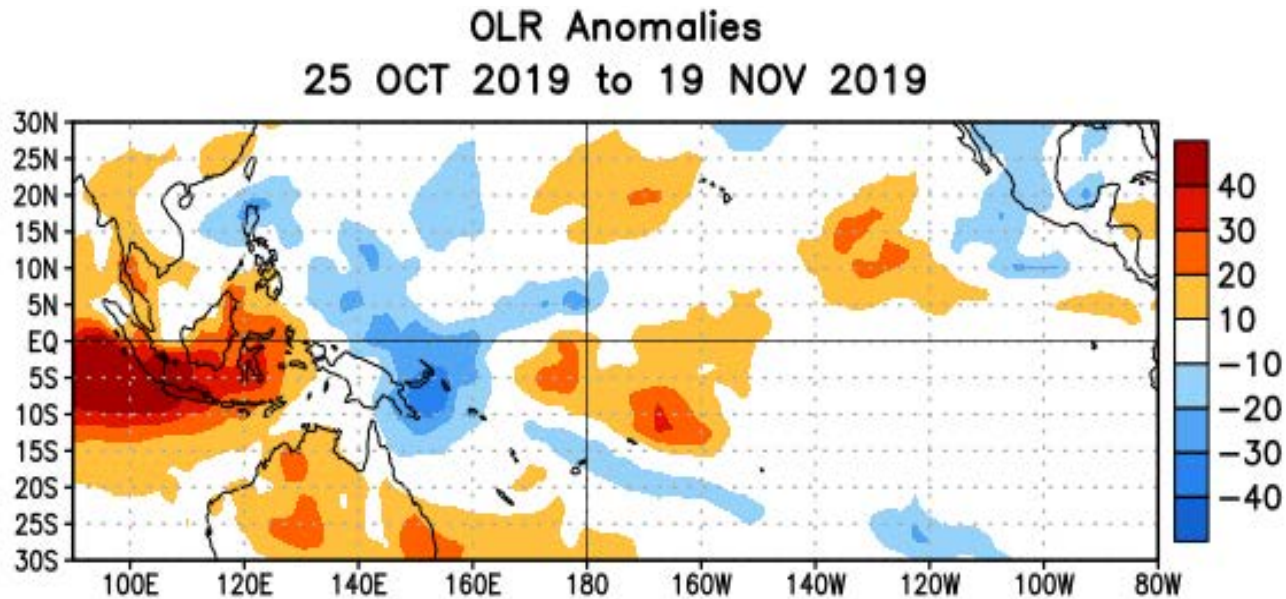 OLR Anomalies
25 OCT 2019 to 19 NOV 2019
30N
25N
20N
15N
10N
5N
EQ
5S
10S
15S
20S
25S
30S
100E 120E 140E 160E 180 160W 140W 120W 100W 80W
40
30
20
10
−10
−20
−30
−40